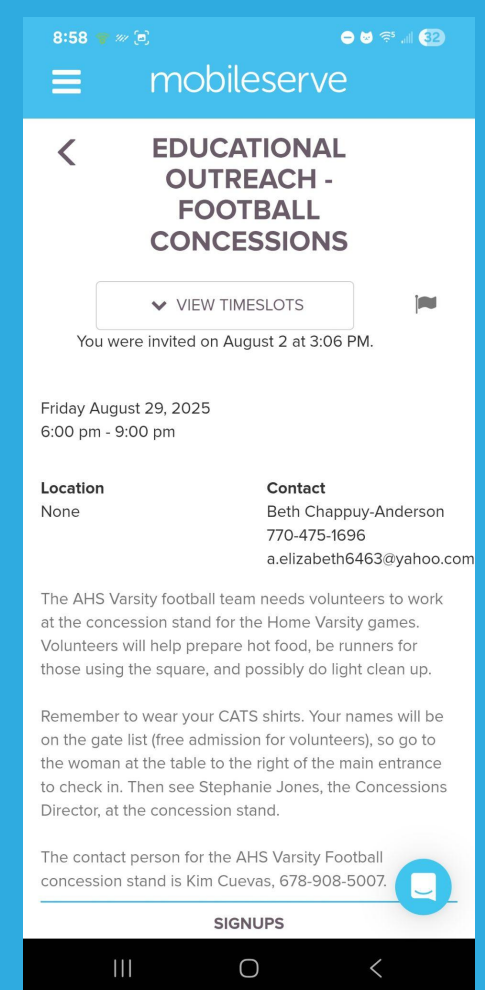 8:58
32
mobileserve
EDUCATIONAL
OUTREACH -
FOOTBALL
CONCESSIONS
VIEW TIMESLOTS
You were invited on August 2 at 3:06 PM.
Friday August 29, 2025
6:00 pm - 9:00 pm
Location
None
Contact
Beth Chappuy-Anderson
770-475-1696
a.elizabeth6463@yahoo.com
The AHS Varsity football team needs volunteers to work
at the concession stand for the Home Varsity games.
Volunteers will help prepare hot food, be runners for
those using the square, and possibly do light clean up.
Remember to wear your CATS shirts. Your names will be
on the gate list (free admission for volunteers), so go to
the woman at the table to the right of the main entrance
to check in. Then see Stephanie Jones, the Concessions
Director, at the concession stand.
The contact person for the AHS Varsity Football
concession stand is Kim Cuevas, 678-908-5007.
SIGNUPS